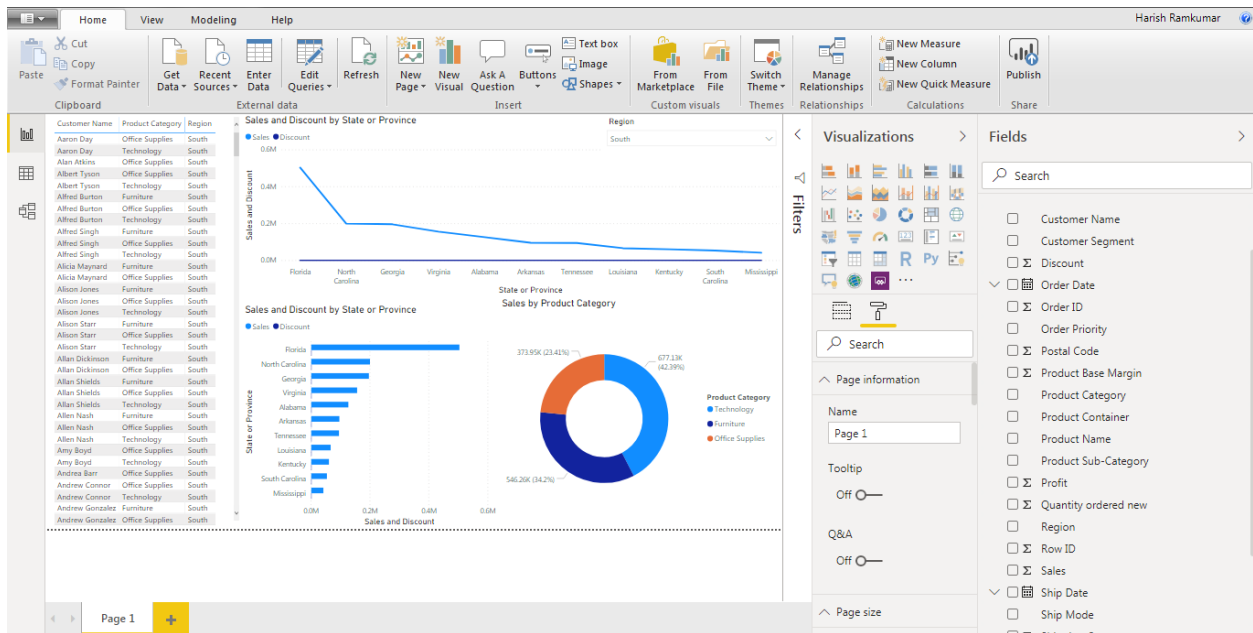 Home View Modeling Help Harish Ramkumar
Paste
Cut
Copy
Format Painter
Clipboard
Get Data
Recent Sources
Enter Data
Edit Queries
Refresh
External data
New Page
New Visual
Ask A Question
Buttons
Text box
Image
Shapes
Insert
From Marketplace
From File
Custom visuals
Switch Theme
Themes
Manage Relationships
Relationships
New Measure
New Column
New Quick Measure
Calculations
Publish
Share
Customer Name Product Category Region
Aaron Day Office Supplies South
Aaron Day Technology South
Alan Atkins Office Supplies South
Albert Tyson Office Supplies South
Albert Tyson Technology South
Alfred Burton Furniture South
Alfred Burton Office Supplies South
Alfred Burton Technology South
Alfred Singh Furniture South
Alfred Singh Office Supplies South
Alfred Singh Technology South
Alicia Maynard Furniture South
Alicia Maynard Office Supplies South
Alison Jones Furniture South
Alison Jones Office Supplies South
Alison Jones Technology South
Alison Starr Furniture South
Alison Starr Office Supplies South
Alison Starr Technology South
Allan Dickinson Furniture South
Allan Dickinson Office Supplies South
Allan Shields Furniture South
Allan Shields Office Supplies South
Allan Shields Technology South
Allen Nash Furniture South
Allen Nash Office Supplies South
Allen Nash Technology South
Amy Boyd Office Supplies South
Amy Boyd Technology South
Andrea Barr Office Supplies South
Andrew Connor Office Supplies South
Andrew Connor Technology South
Andrew Gonzalez Furniture South
Andrew Gonzalez Office Supplies South
Sales and Discount by State or Province
Sales Discount
Region
South
Sales and Discount
0.6M
0.4M
0.2M
0.0M
Florida North Carolina Georgia Virginia Alabama Arkansas Tennessee Louisiana Kentucky South Carolina Mississippi
State or Province
Sales and Discount by State or Province
Sales Discount
State or Province
Florida
North Carolina
Georgia
Virginia
Alabama
Arkansas
Tennessee
Louisiana
Kentucky
South Carolina
Mississippi
0.0M 0.2M 0.4M 0.6M
Sales and Discount
Sales by Product Category
373.95K (23.41%)
677.13K
(42.39%)
546.26K (34.2%)
Product Category
Technology
Furniture
Office Supplies
Filters
Visualizations
R Py
Search
Page information
Name
Page 1
Tooltip
Off
Q&A
Off
Page size
Fields
Search
Customer Name
Customer Segment
Σ Discount
Order Date
Σ Order ID
Order Priority
Σ Postal Code
Σ Product Base Margin
Product Category
Product Container
Product Name
Product Sub-Category
Σ Profit
Σ Quantity ordered new
Region
Σ Row ID
Σ Sales
Ship Date
Ship Mode
Page 1 +